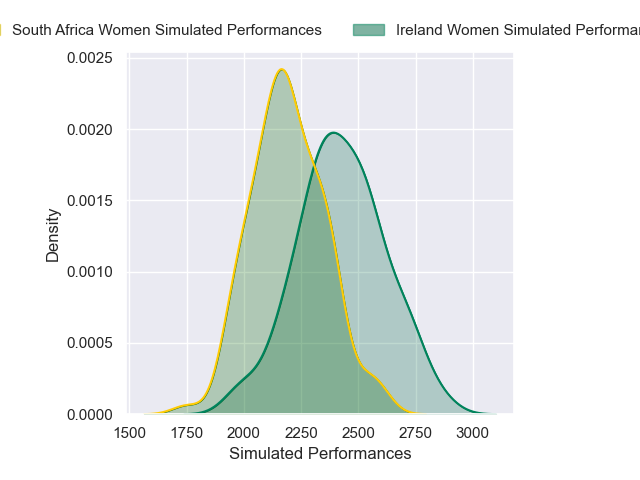 South Africa Women Simulated Performances
Ireland Women Simulated
0.0025
0.0020
0.0015
0.0010
0.0005
0.0000
Density
1500 1750 2000 2250 2500 2750 3000
Simulated Performances